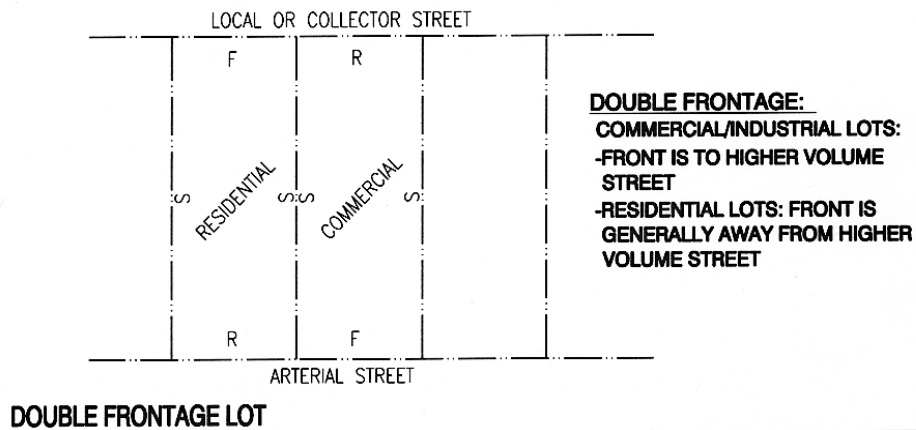 LOCAL OR COLLECTOR STREET
F
R
S
RESIDENTIAL
S
S
COMMERCIAL
S
R
F
ARTERIAL STREET
DOUBLE FRONTAGE:
COMMERCIAL/INDUSTRIAL LOTS:
-FRONT IS TO HIGHER VOLUME
STREET
-RESIDENTIAL LOTS: FRONT IS
GENERALLY AWAY FROM HIGHER
VOLUME STREET
DOUBLE FRONTAGE LOT